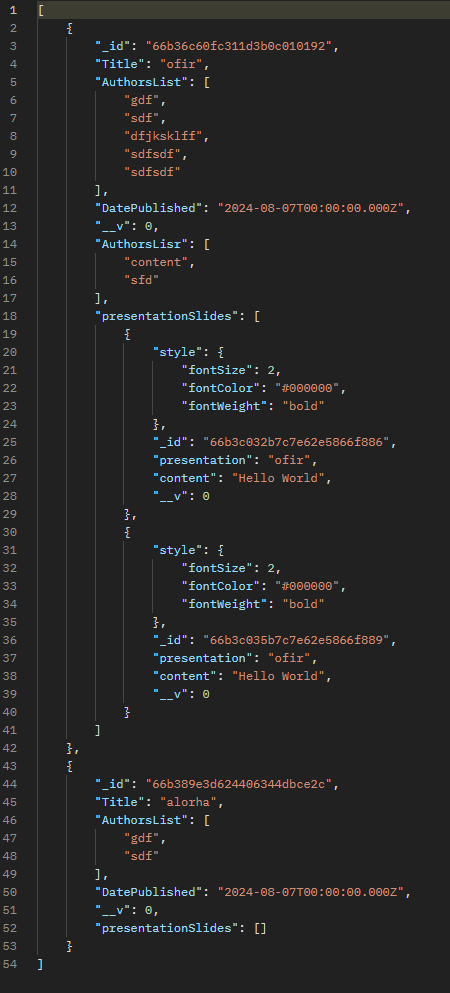 1 [
2     {
3         "_id": "66b36c60fc311d3b0c010192",
4         "Title": "ofir",
5         "AuthorsList": [
6             "gdf",
7             "sdf",
8             "dfjksklff",
9             "sdfsdf",
10             "sdfsdf"
11         ],
12         "DatePublished": "2024-08-07T00:00:00.000Z",
13         "__v": 0,
14         "AuthorsLisr": [
15             "content",
16             "sfd"
17         ],
18         "presentationSlides": [
19             {
20                 "style": {
21                     "fontSize": 2,
22                     "fontColor": "#000000",
23                     "fontWeight": "bold"
24                 },
25                 "_id": "66b3c032b7c7e62e5866f886",
26                 "presentation": "ofir",
27                 "content": "Hello World",
28                 "__v": 0
29             },
30             {
31                 "style": {
32                     "fontSize": 2,
33                     "fontColor": "#000000",
34                     "fontWeight": "bold"
35                 },
36                 "_id": "66b3c035b7c7e62e5866f889",
37                 "presentation": "ofir",
38                 "content": "Hello World",
39                 "__v": 0
40             }
41         ]
42     },
43     {
44         "_id": "66b389e3d624406344dbce2c",
45         "Title": "alorha",
46         "AuthorsList": [
47             "gdf",
48             "sdf"
49         ],
50         "DatePublished": "2024-08-07T00:00:00.000Z",
51         "__v": 0,
52         "presentationSlides": []
53     }
54 ]